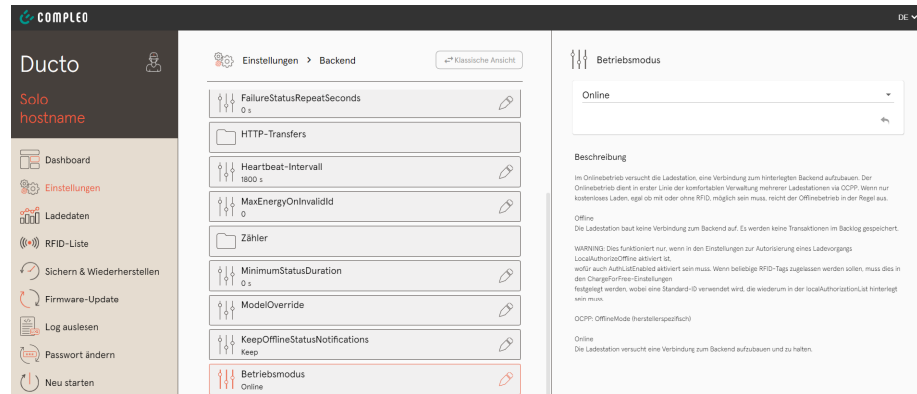 COMPLEO
DE
Ducto
Solo
hostname
Dashboard
Einstellungen
Ladedaten
RFID-Liste
Sichern & Wiederherstellen
Firmware-Update
Log auslesen
Passwort ändern
Neu starten
Einstellungen > Backend
Klassische Ansicht
FailureStatusRepeatSeconds
0 s
HTTP-Transfers
Heartbeat-Intervall
1800 s
MaxEnergyOnInvalidId
0
Zähler
MinimumStatusDuration
0 s
ModelOverride
KeepOfflineStatusNotifications
Keep
Betriebsmodus
Online
Betriebsmodus
Online
Beschreibung
Im Onlinebetrieb versucht die Ladestation, eine Verbindung zum hinterlegten Backend aufzubauen. Der
Onlinebetrieb dient in erster Linie der komfortablen Verwaltung mehrerer Ladestationen via OCPP. Wenn nur
kostenloses Laden, egal ob mit oder ohne RFID, möglich sein muss, reicht der Offlinebetrieb in der Regel aus.
Offline
Die Ladestation baut keine Verbindung zum Backend auf. Es werden keine Transaktionen im Backlog gespeichert.
WARNING: Dies funktioniert nur, wenn in den Einstellungen zur Autorisierung eines Ladevorgangs
LocalAuthorizeOffline aktiviert ist,
wofür auch AuthListEnabled aktiviert sein muss. Wenn beliebige RFID-Tags zugelassen werden sollen, muss dies in
den ChargeForFree-Einstellungen
festgelegt werden, wobei eine Standard-ID verwendet wird, die wiederum in der localAuthoriztionList hinterlegt
sein muss.
OCPP: OfflineMode (herstellerspezifisch)
Online
Die Ladestation versucht eine Verbindung zum Backend aufzubauen und zu halten.